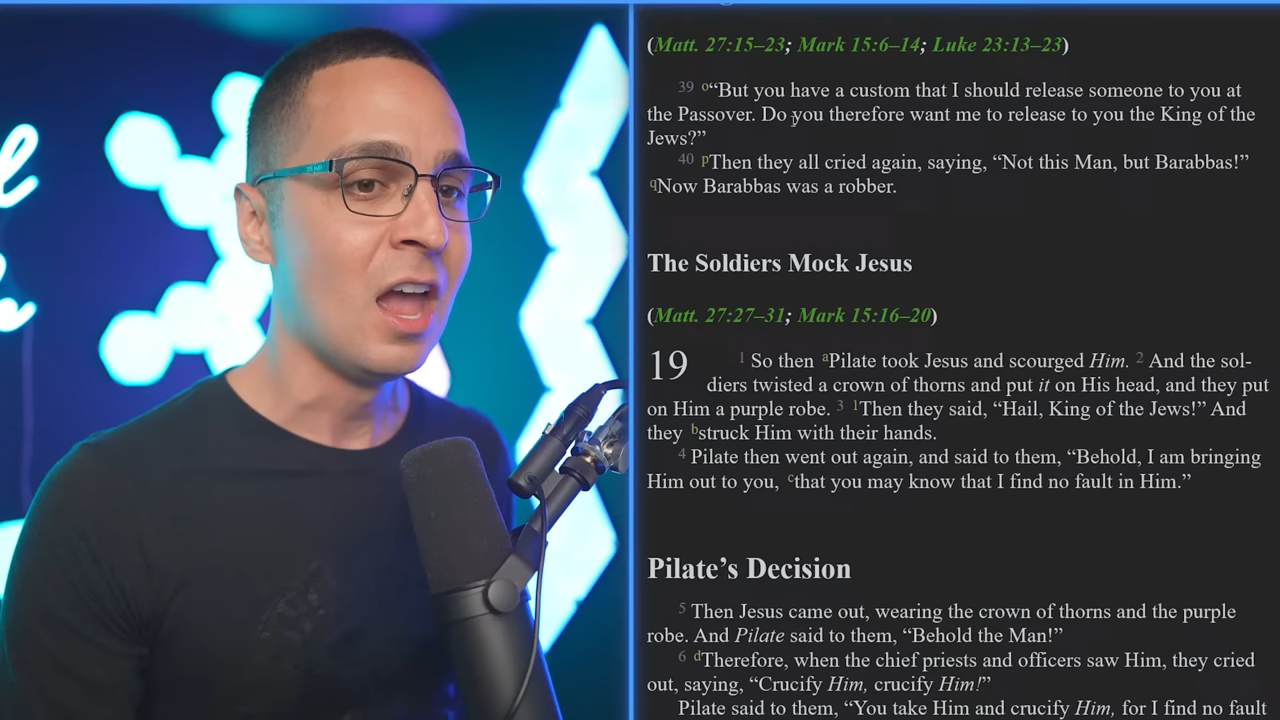 (Matt. 27:15–23; Mark 15:6–14; Luke 23:13–23)
39 o“But you have a custom that I should release someone to you at
the Passover. Do you therefore want me to release to you the King of the
Jews?”
40 pThen they all cried again, saying, “Not this Man, but Barabbas!”
qNow Barabbas was a robber.
The Soldiers Mock Jesus
(Matt. 27:27–31; Mark 15:16–20)
19 1 So then aPilate took Jesus and scourged Him. 2 And the sol-
diers twisted a crown of thorns and put it on His head, and they put
on Him a purple robe. 3 1Then they said, “Hail, King of the Jews!” And
they bstruck Him with their hands.
4 Pilate then went out again, and said to them, “Behold, I am bringing
Him out to you, cthat you may know that I find no fault in Him.”
Pilate’s Decision
5 Then Jesus came out, wearing the crown of thorns and the purple
robe. And Pilate said to them, “Behold the Man!”
6 dTherefore, when the chief priests and officers saw Him, they cried
out, saying, “Crucify Him, crucify Him!”
Pilate said to them, “You take Him and crucify Him, for I find no fault